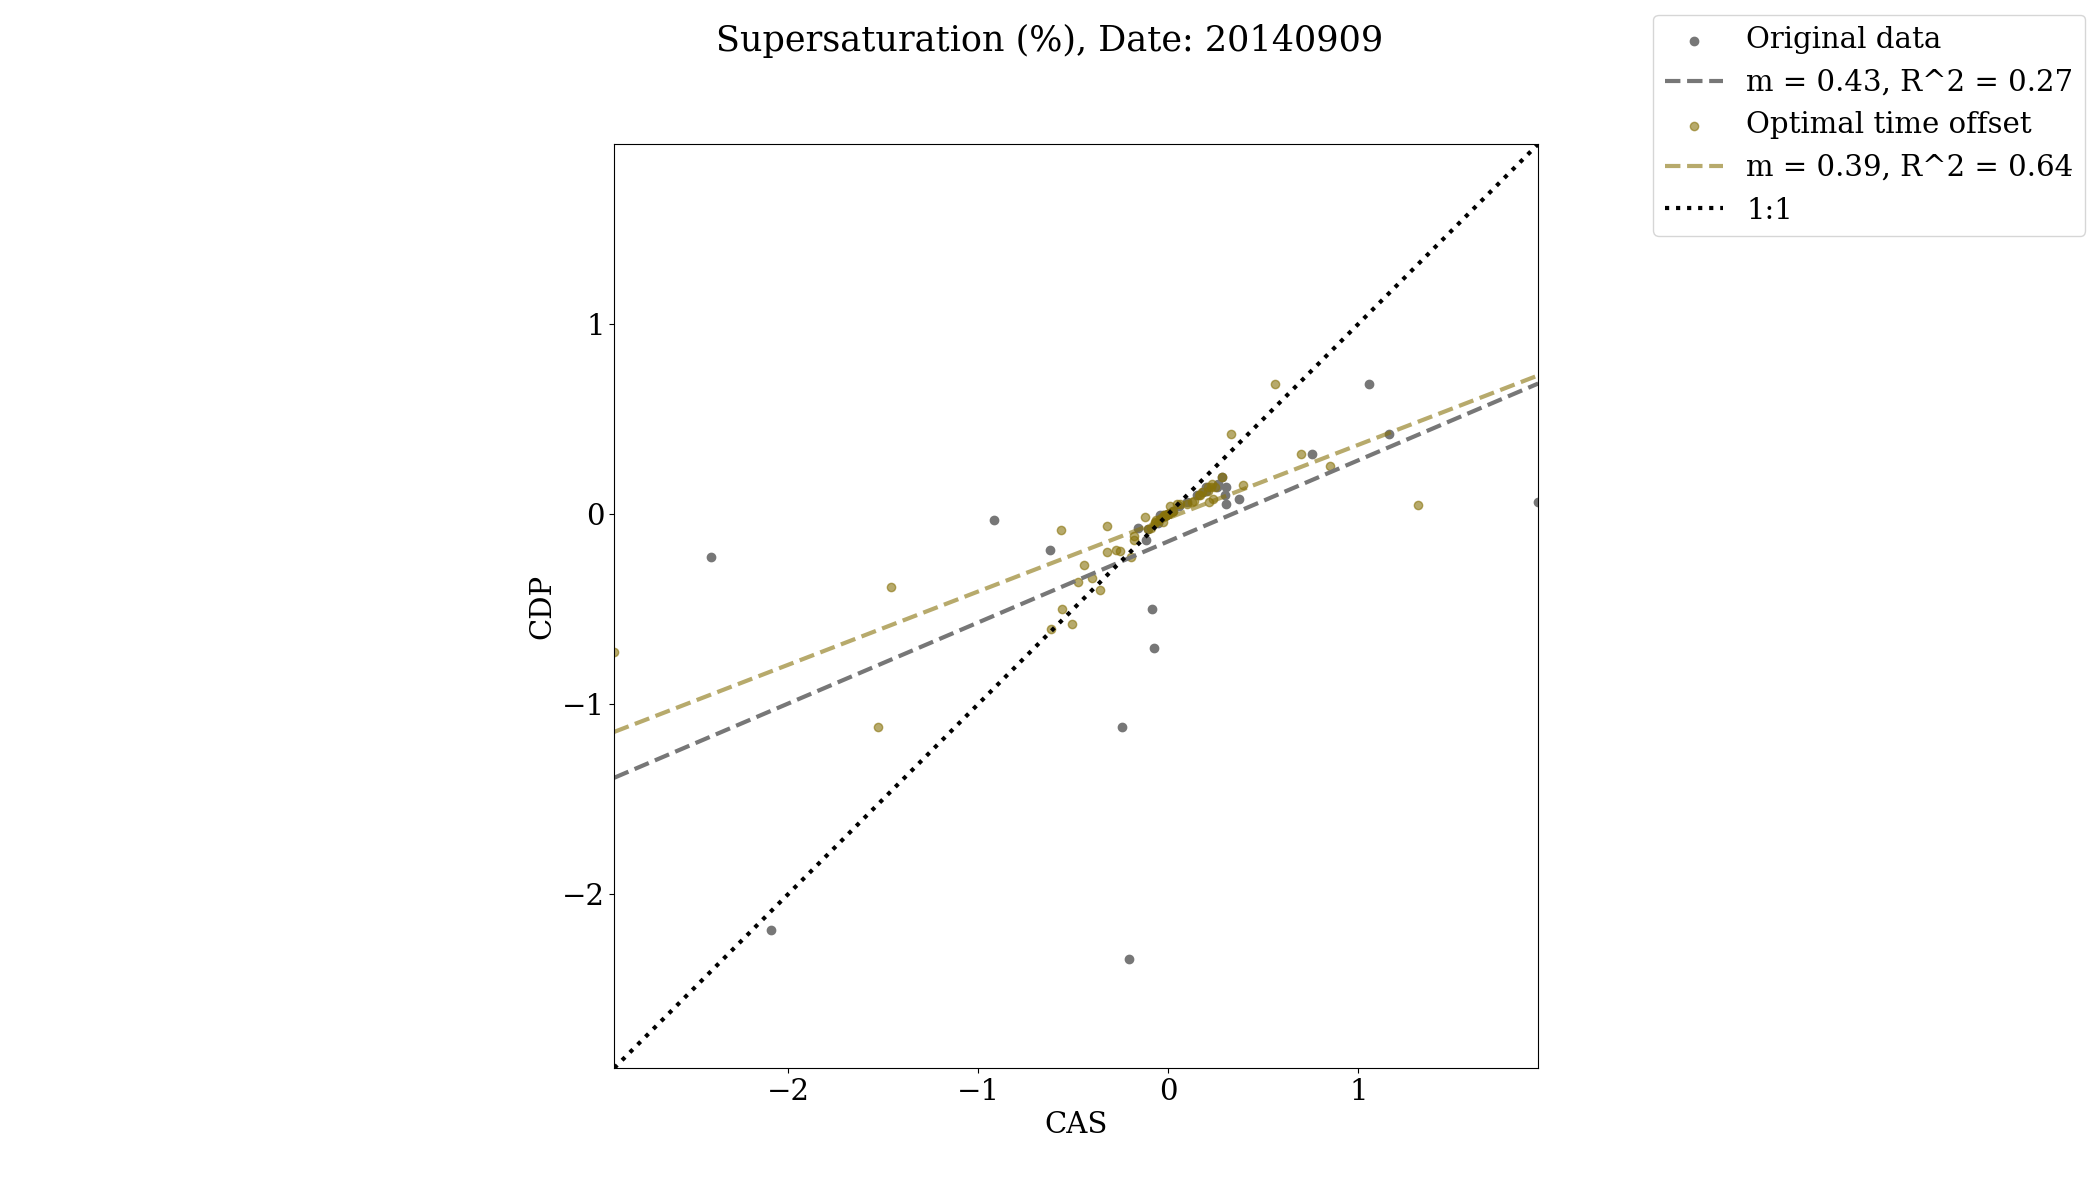 Supersaturation (%), Date: 20140909
Original data
m = 0.43, R^2 = 0.27
Optimal time offset
m = 0.39, R^2 = 0.64
1:1
1
0
−1
−2
CDP
−2
−1
0
1
CAS